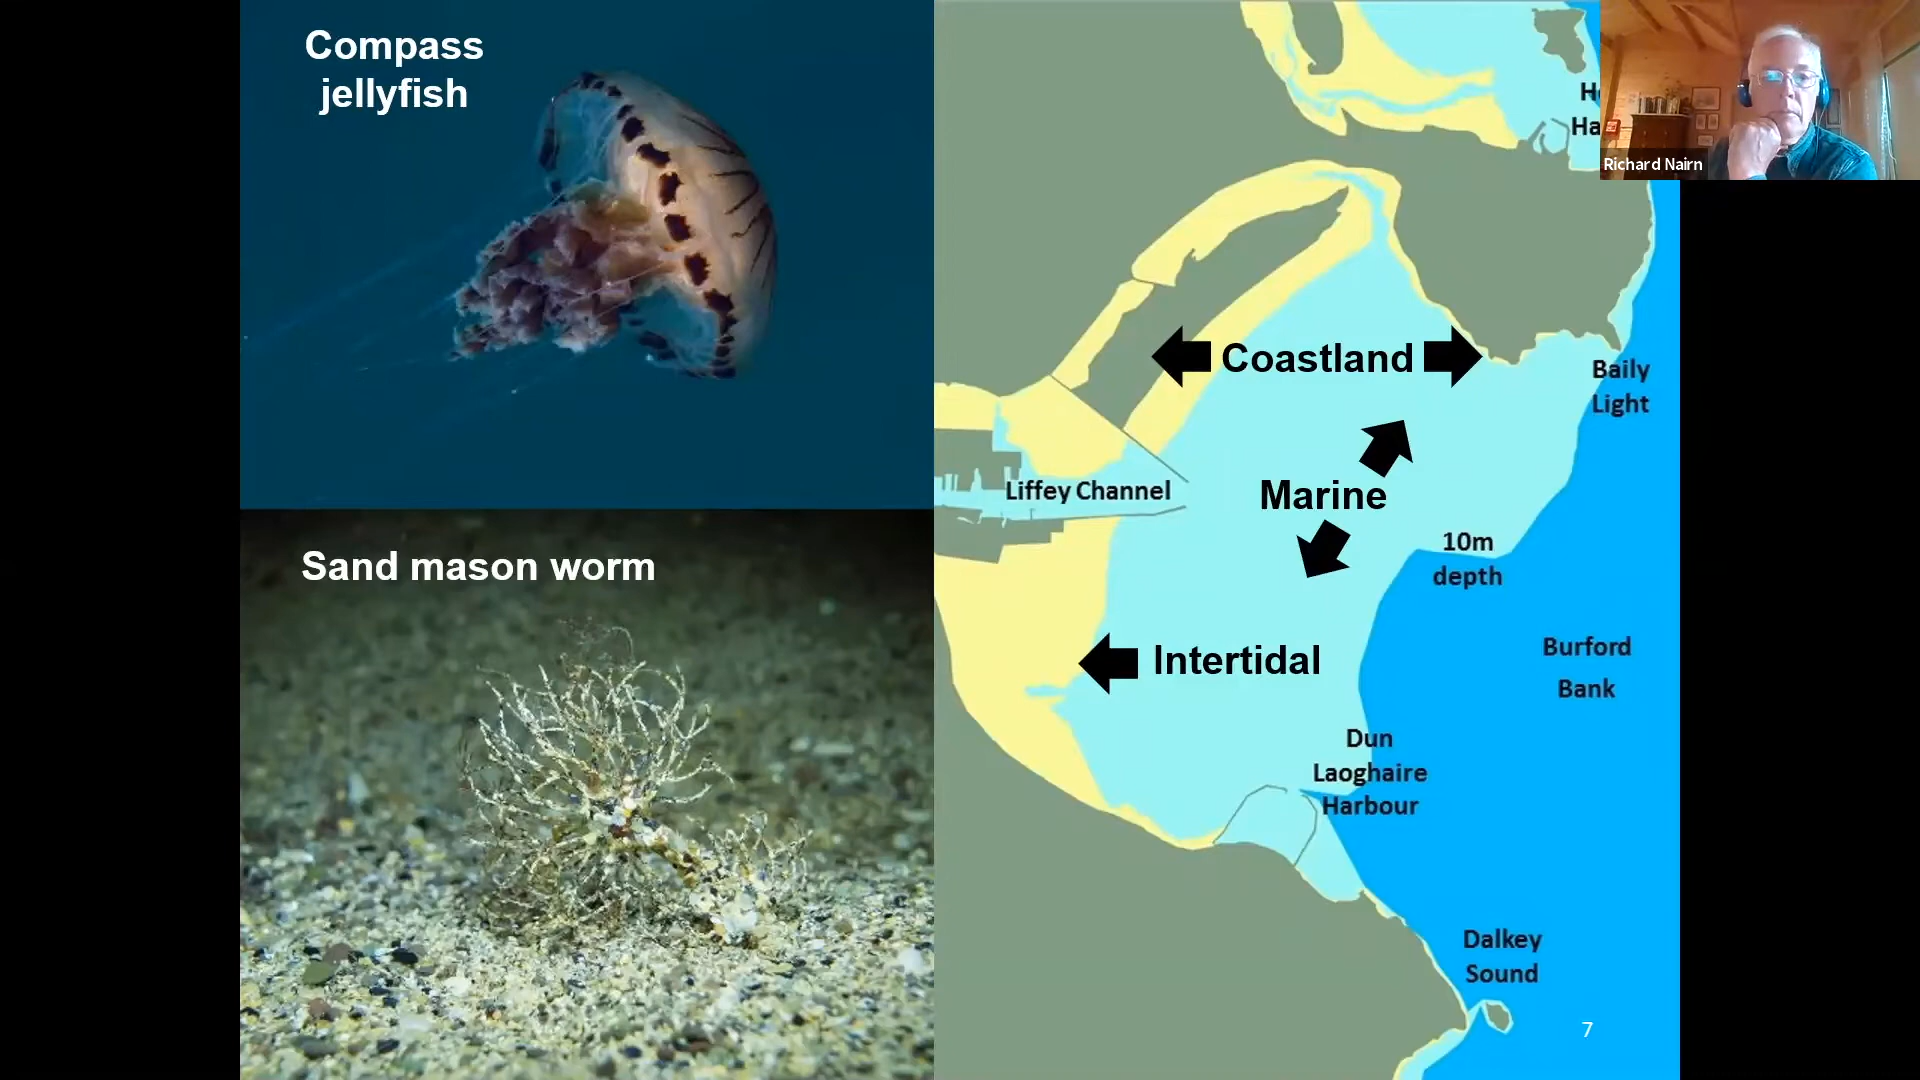 Compass
jellyfish
Sand mason worm
Richard Nairn
Coastland
Baily
Light
Liffey Channel
Marine
10m
depth
Burford
Bank
Intertidal
Dun
Laoghaire
Harbour
Dalkey
Sound
7